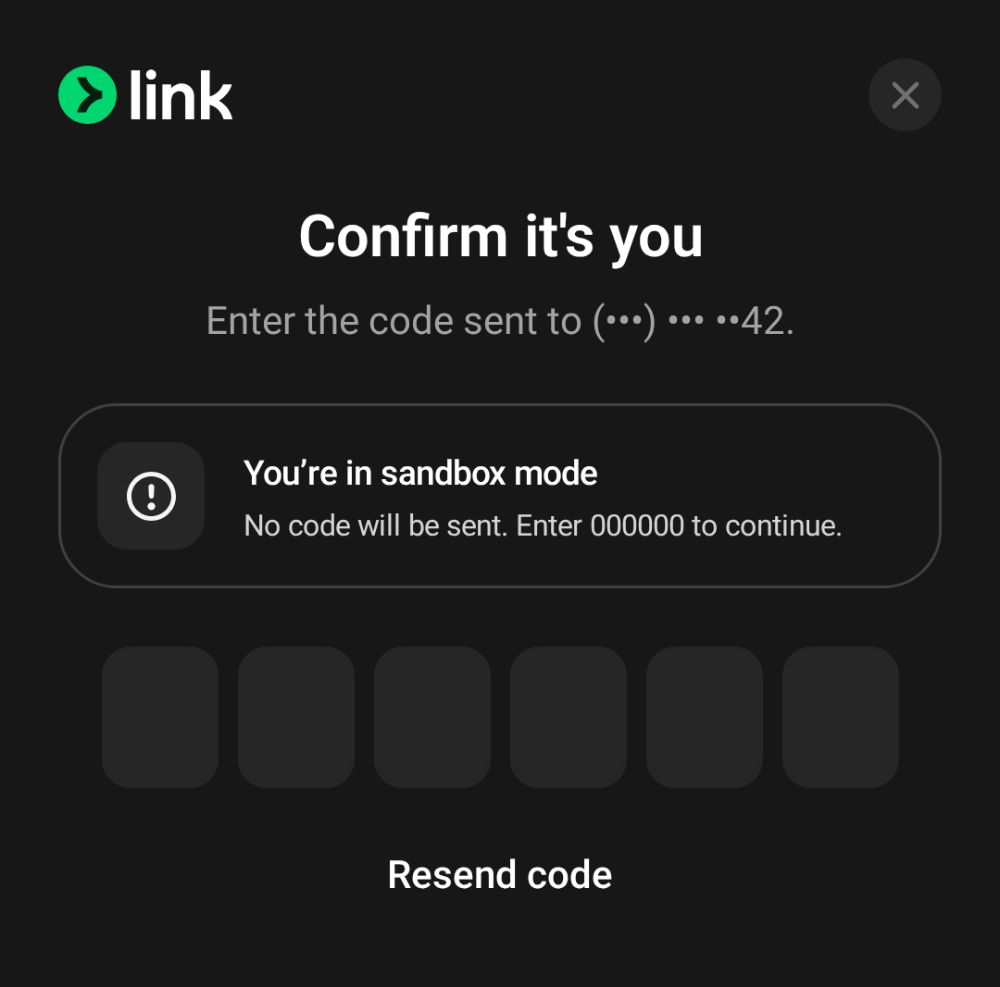 link
Confirm it's you
Enter the code sent to (•••) ••• ••42.
You’re in sandbox mode
No code will be sent. Enter 000000 to continue.
Resend code